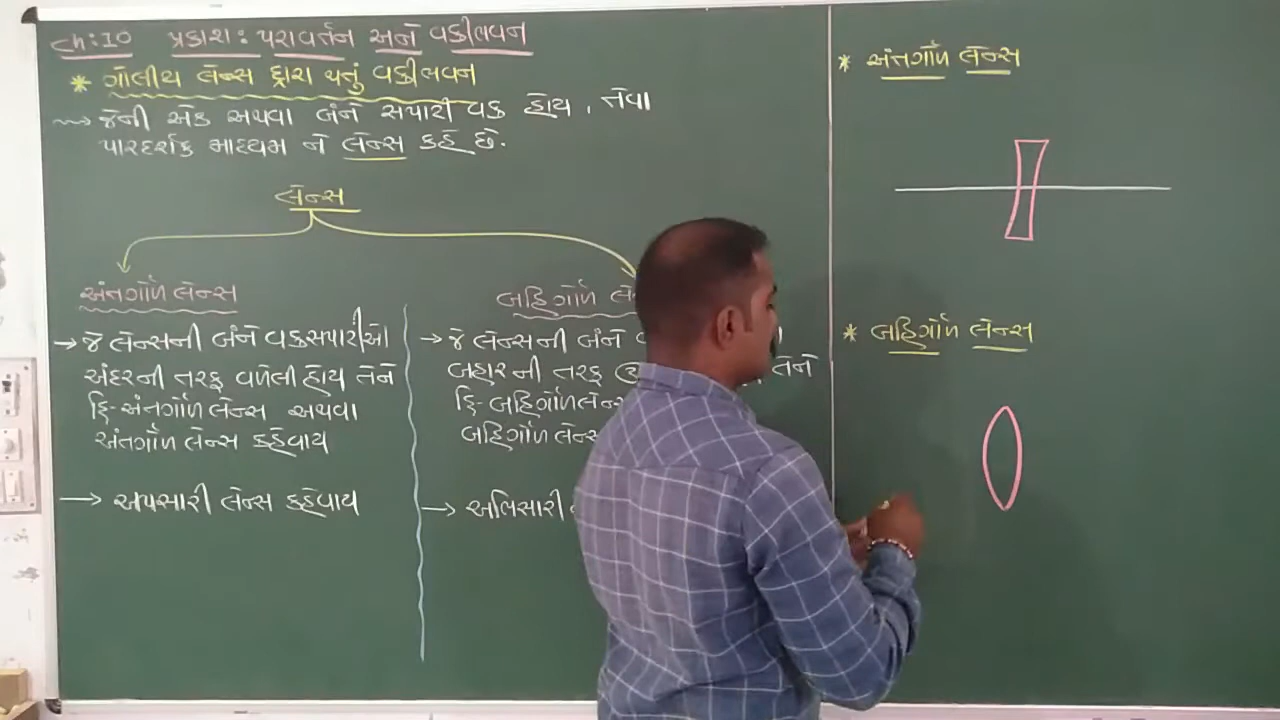 Ch:10 પ્રકાશ: પરાવર્તન અને વક્રીભવન
* ગોલીય લેન્સ દ્વારા થતું વક્રીભવન
જેની એક અથવા બંને સપાટી વક્ર હોય, તેવા
પારદર્શક માધ્યમ ને લેન્સ કહે છે.
લેન્સ
અંતર્ગોળ લેન્સ
→ જે લેન્સની બંને વક્રસપાટીઓ
અંદરની તરફ વળેલી હોય તેને
દ્વિ-અંતર્ગોળ લેન્સ અથવા
અંતર્ગોળ લેન્સ કહેવાય
→ અપસારી લેન્સ કહેવાય
બહિર્ગોળ
→ જે લેન્સની બંને
બહારની તરફ તેને
દ્વિ-બહિર્ગોળ લેન્સ
બહિર્ગોળ લેન્સ
→ અભિસારી
* અંતર્ગોળ લેન્સ
* બહિર્ગોળ લેન્સ